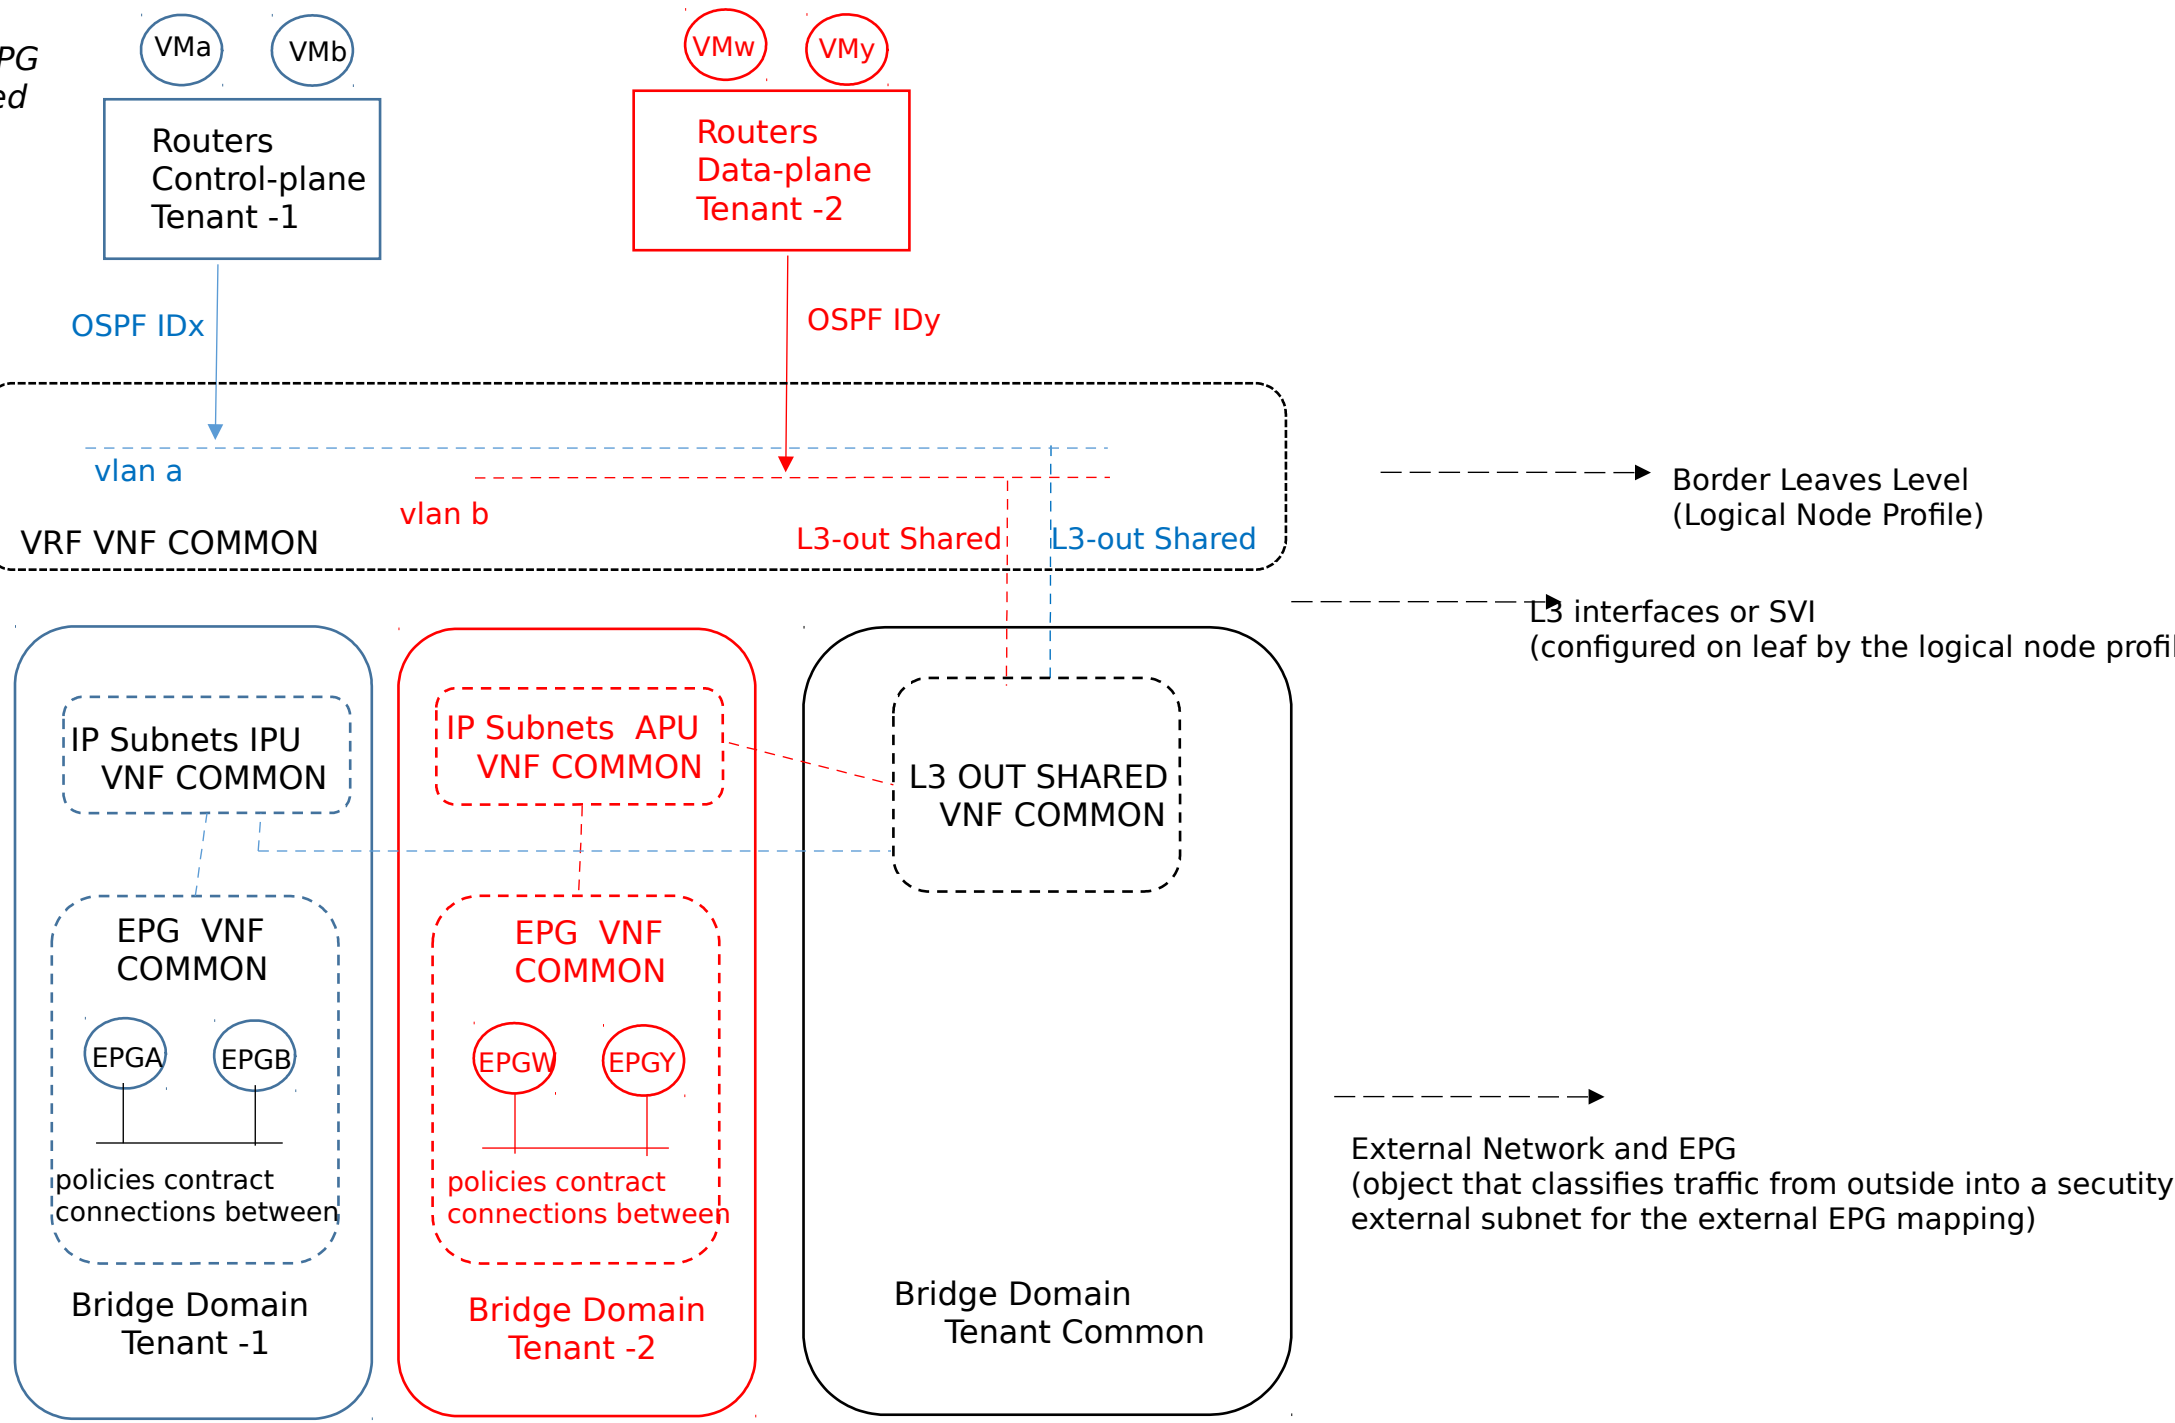 PG
ed
VMa
VMb
VMw
VMy
Routers
Control-plane
Tenant -1
Routers
Data-plane
Tenant -2
OSPF IDx
OSPF IDy
vlan a
vlan b
VRF VNF COMMON
L3-out Shared
L3-out Shared
Border Leaves Level
(Logical Node Profile)
L3 interfaces or SVI
(configured on leaf by the logical node profil
IP Subnets IPU
VNF COMMON
IP Subnets  APU
VNF COMMON
L3 OUT SHARED
VNF COMMON
EPG  VNF
COMMON
EPGA
EPGB
policies contract
connections between
Bridge Domain
Tenant -1
EPG  VNF
COMMON
EPGW
EPGY
policies contract
connections between
Bridge Domain
Tenant -2
Bridge Domain
Tenant Common
External Network and EPG
(object that classifies traffic from outside into a secutity
external subnet for the external EPG mapping)